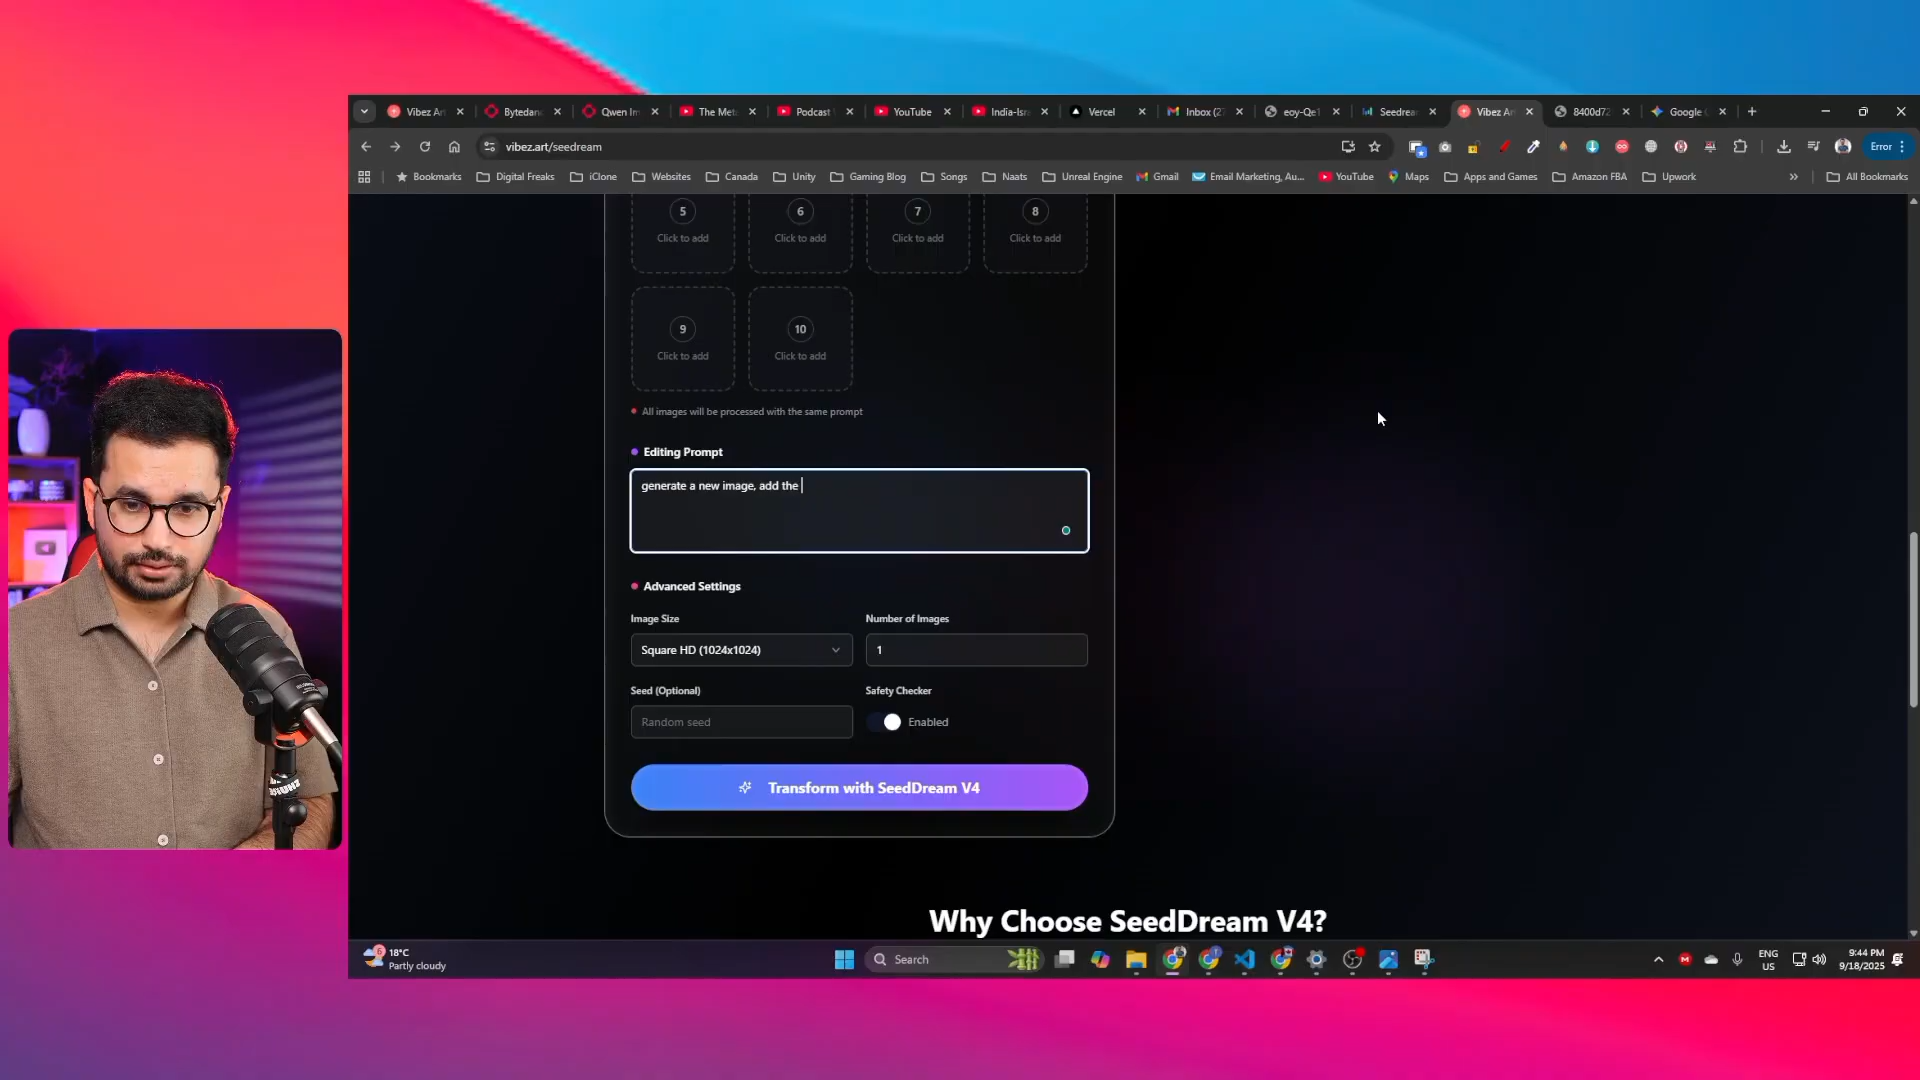 Vibez Ar
Bytedan
Qwen Im
The Met
Podcast
YouTube
India-Isr
Vercel
Inbox (2
eoy-Qe1
Seedrea
Vibez Ar
8400d72
Google
vibez.art/seedream
Error
Bookmarks
Digital Freaks
iClone
Websites
Canada
Unity
Gaming Blog
Songs
Naats
Unreal Engine
Gmail
Email Marketing, Au...
YouTube
Maps
Apps and Games
Amazon FBA
Upwork
All Bookmarks
5
6
7
8
Click to add
Click to add
Click to add
Click to add
9
10
Click to add
Click to add
All images will be processed with the same prompt
Editing Prompt
generate a new image, add the
Advanced Settings
Image Size
Number of Images
Square HD (1024x1024)
1
Seed (Optional)
Safety Checker
Random seed
Enabled
Transform with SeedDream V4
Why Choose SeedDream V4?
18°C
Partly cloudy
Search
ENG
US
9:44 PM
9/18/2025